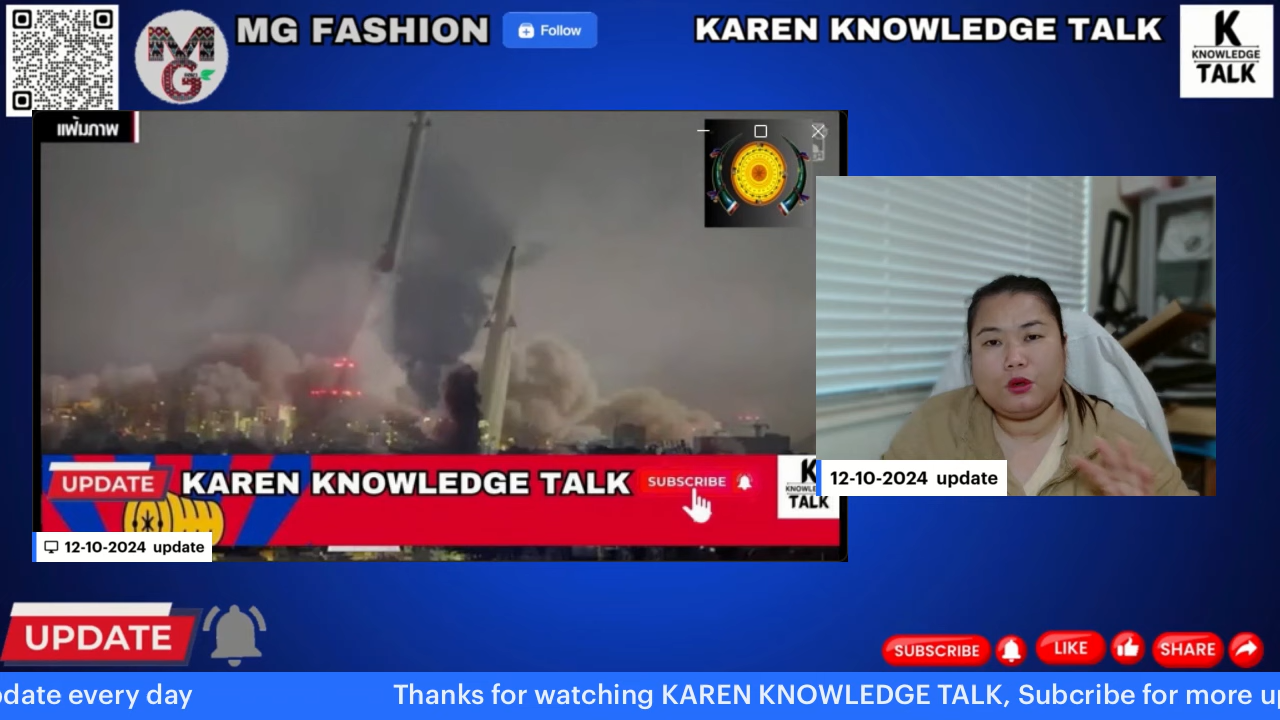 MG FASHION
Follow
KAREN KNOWLEDGE TALK
K
KNOWLEDGE
TALK
MG
แฟ้มภาพ
UPDATE
KAREN KNOWLEDGE TALK
SUBSCRIBE
TALK
12-10-2024 update
12-10-2024 update
UPDATE
SUBSCRIBE
LIKE
SHARE
every day
Thanks for watching KAREN KNOWLEDGE TALK, Subcribe for more